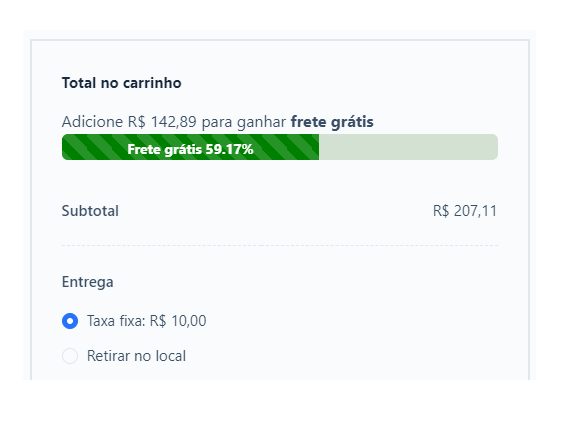 Total no carrinho
Adicione R$ 142,89 para ganhar frete grátis
Frete grátis 59.17%
Subtotal R$ 207,11
Entrega
Taxa fixa: R$ 10,00
Retirar no local